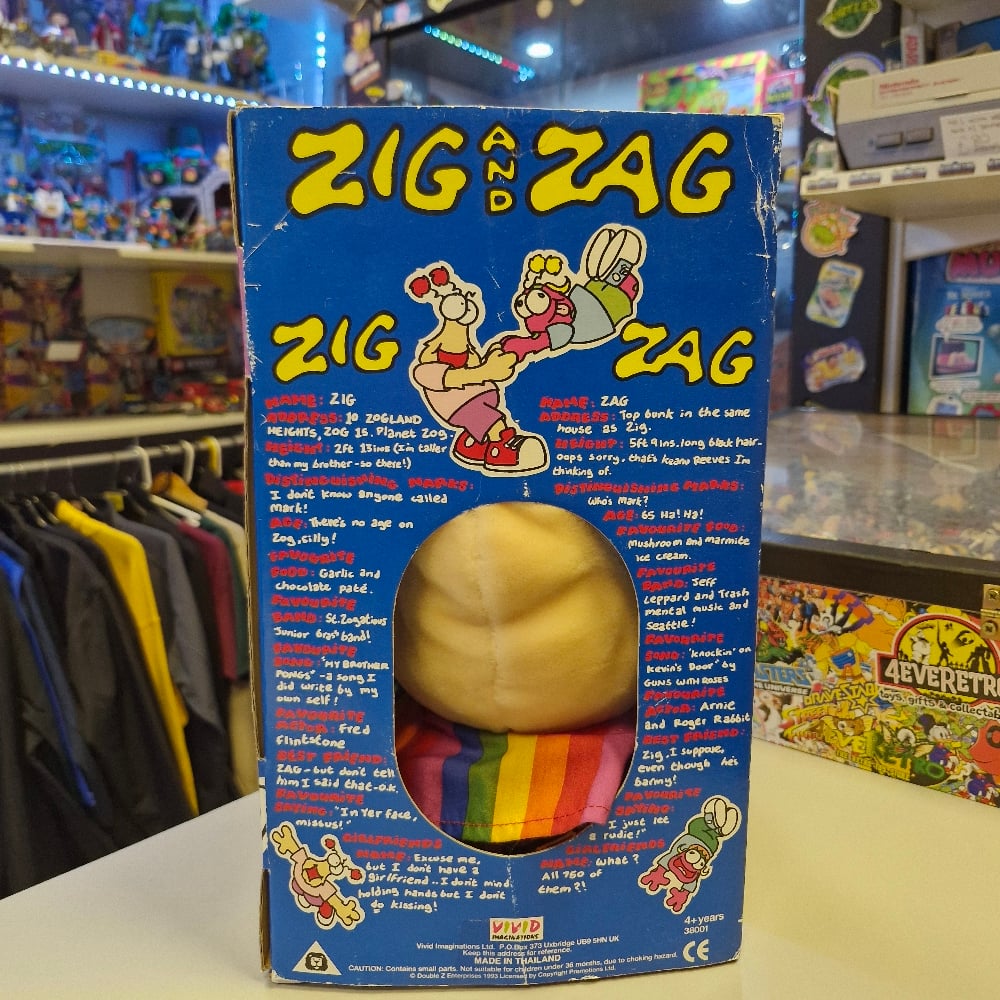 ZIG AND ZAG
ZIG
NAME: ZIG
ADDRESS: 10 ZOGLAND
HEIGHTS, ZOG 15. Planet Zog.
HEIGHT: 2ft 13ins (I'm taller
than my brother - so there!)
DISTINGUISHING MARKS:
I don't know anyone called
Mark!
AGE: There's no age on
Zog, silly!
FAVOURITE
FOOD: Garlic and
chocolate paté.
FAVOURITE
BAND: St. Zogatious
Junior Brass band!
FAVOURITE
SONG: "MY BROTHER
PONGS" - a song I
did write by my
own self!
FAVOURITE
ACTOR: Fred
Flintstone
BEST FRIEND:
ZAG - but don't tell
him I said that - o.k.
FAVOURITE
SAYING: "In Yer face,
missus!"
GIRLFRIENDS
NAME: Excuse me,
but I don't have a
girlfriend.. I don't mind
holding hands but I don't
do kissing!
ZAG
NAME: ZAG
ADDRESS: Top bunk in the same
house as Zig.
HEIGHT: 5ft 9ins. long black hair-
oops sorry, that's Keanu Reeves I'm
thinking of.
DISTINGUISHING MARKS:
Who's Mark?
AGE: 65 Ha! Ha!
FAVOURITE FOOD:
Mushroom and Marmite
ice cream.
FAVOURITE
BAND: Jeff
Leppard and Trash
mental music and
Seattle!
FAVOURITE
SONG: 'Knockin' on
Kevin's Door' by
GUNS WITH ROSES
FAVOURITE
ACTOR: Arnie
and Roger Rabbit
BEST FRIEND:
Zig, I suppose,
even though he's
barmy!
FAVOURITE
SAYING:
"I just let
a rudie!"
GIRLFRIENDS
NAME: What?
All 750 of
them?!
VIVID
IMAGINATIONS
4+years
38001
CE
Vivid Imaginations Ltd. P.O.Box 373 Uxbridge UB9 5HN UK
Keep this address for reference.
MADE IN THAILAND
CAUTION: Contains small parts. Not suitable for children under 36 months, due to choking hazard.
© Double Z Enterprises 1993 Licensed by Copyright Promotions Ltd.
4EVERETRO
toys, gifts & collectab